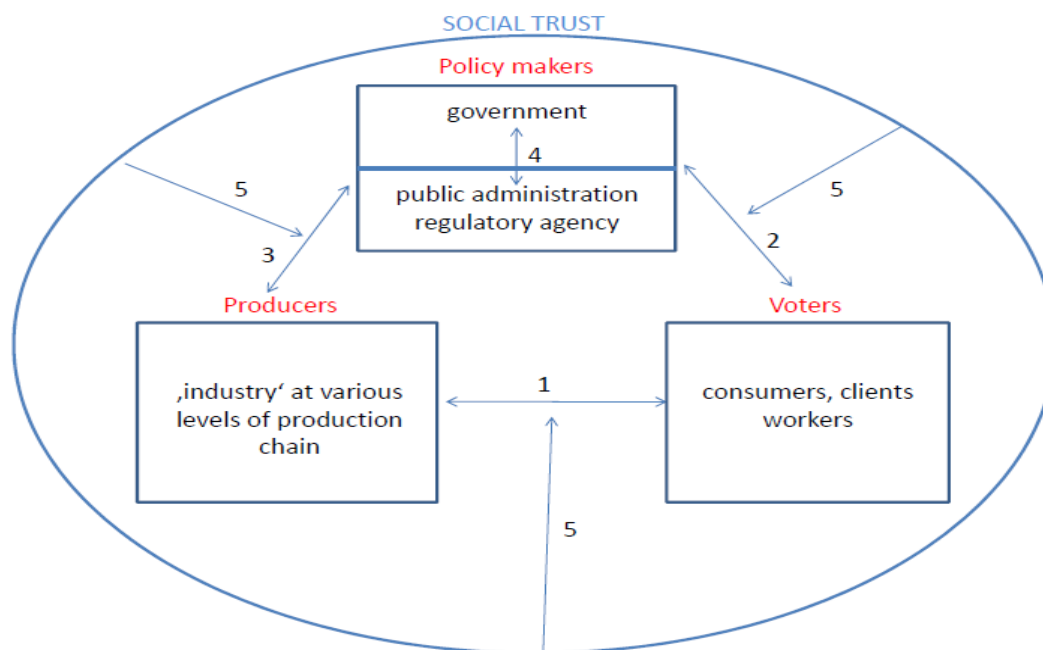 SOCIAL TRUST
Policy makers
government
4
public administration
regulatory agency
5
5
3
2
Producers
Voters
‚industry‘ at various
levels of production
chain
1
consumers, clients
workers
5